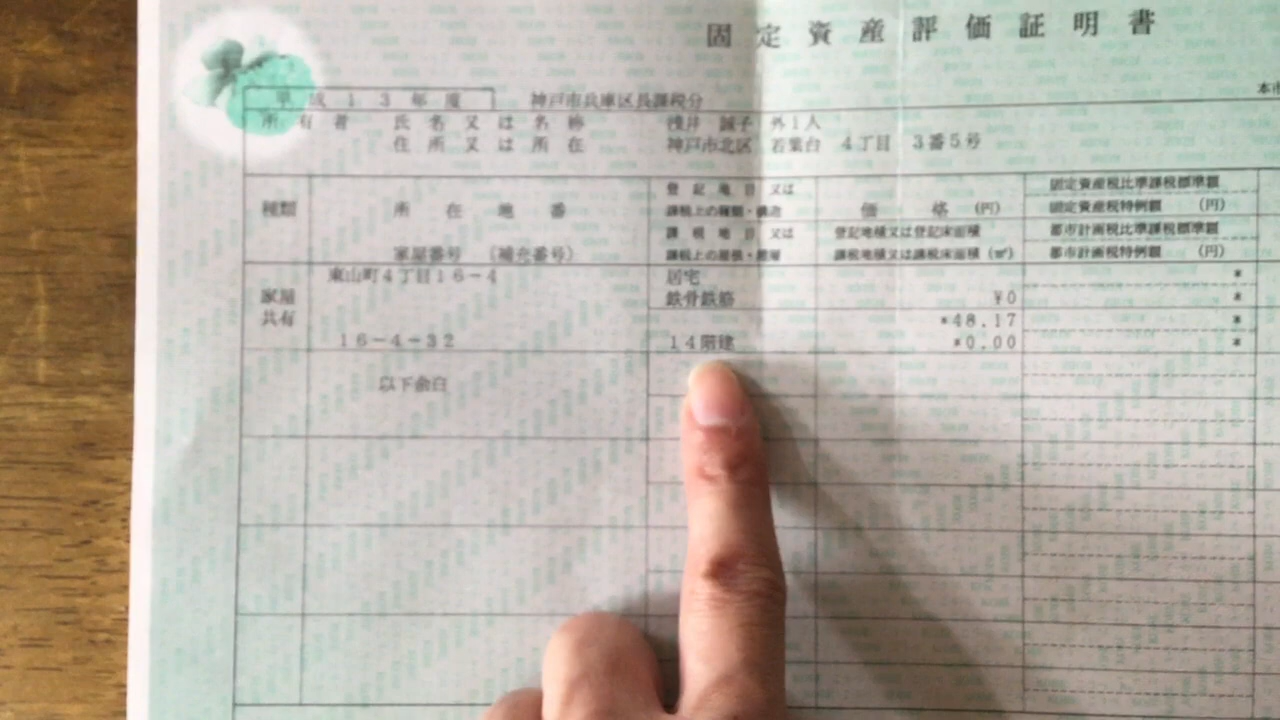 固定資産評価証明書
本市
平成13年度 神戸市兵庫区長課税分
所有者 氏名又は名称 浅井 誠子 外1人
住所又は所在 神戸市北区 若葉台 4丁目 3番5号
登記地目 又は 固定資産税比準課税標準額
種類 所在地番 課税上の種類・構造 価格 (円) 固定資産税特例額 (円)
課税地目 又は 登記地積又は登記床面積 都市計画税比準課税標準額
家屋番号 (補充番号) 課税地積又は課税床面積 (㎡) 都市計画税特例額 (円)
東山町4丁目16-4 居宅 *
家屋 鉄骨鉄筋 ¥0 *
共有 *48.17 *
16-4-32 14階建 *0.00 *
以下余白